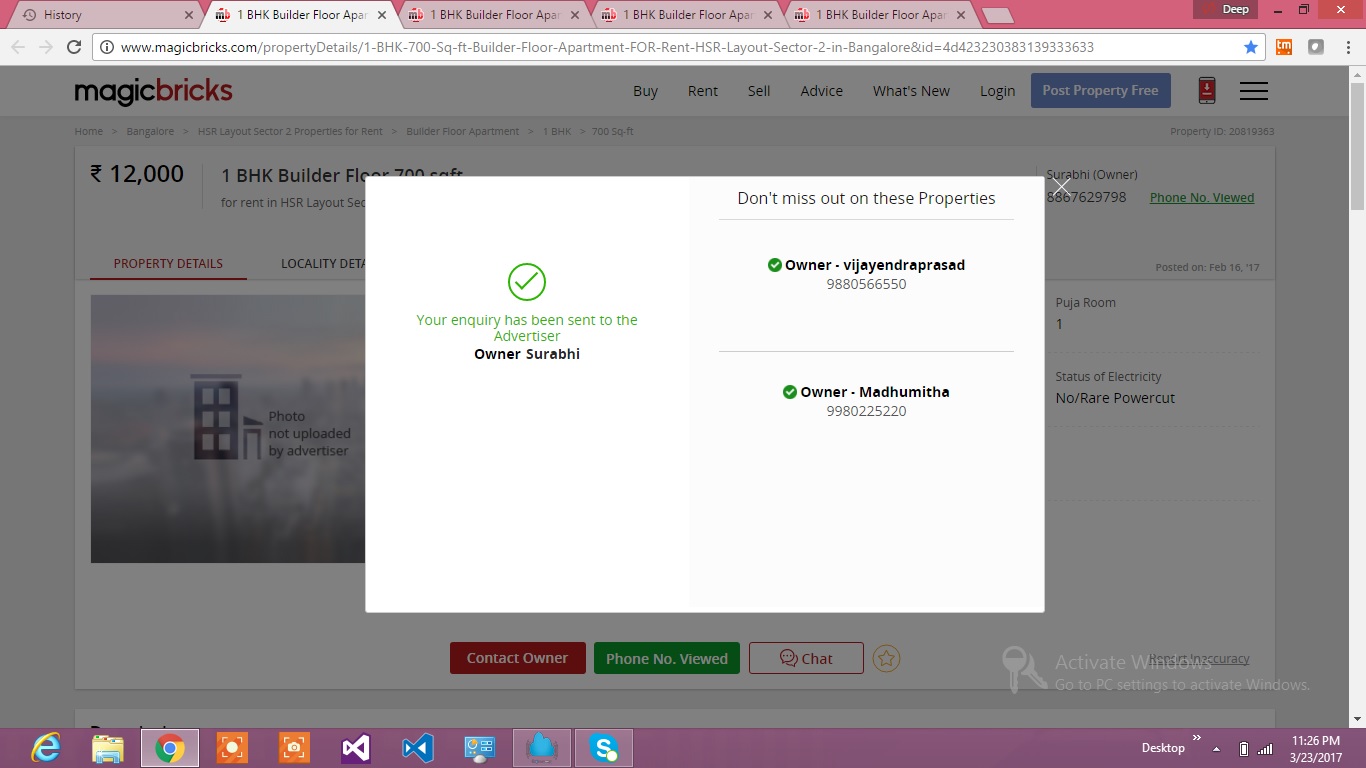 History
1 BHK Builder Floor Apar
1 BHK Builder Floor Apar
1 BHK Builder Floor Apar
1 BHK Builder Floor Apar
Deep
www.magicbricks.com/propertyDetails/1-BHK-700-Sq-ft-Builder-Floor-Apartment-FOR-Rent-HSR-Layout-Sector-2-in-Bangalore&id=4d423230383139333633
tm
magicbricks
Buy Rent Sell Advice What's New Login Post Property Free
Home > Bangalore > HSR Layout Sector 2 Properties for Rent > Builder Floor Apartment > 1 BHK > 700 Sq-ft
Property ID: 20819363
₹ 12,000
1 BHK Builder Floor 700 sqft
for rent in HSR Layout Sec
Surabhi (Owner)
8867629798 Phone No. Viewed
PROPERTY DETAILS LOCALITY DETA
Posted on: Feb 16, '17
Photo
not uploaded
by advertiser
Your enquiry has been sent to the
Advertiser
Owner Surabhi
Don't miss out on these Properties
Owner - vijayendraprasad
9880566550
Owner - Madhumitha
9980225220
Puja Room
1
Status of Electricity
No/Rare Powercut
Contact Owner Phone No. Viewed Chat
Report Inaccuracy
Activate Windows
Go to PC settings to activate Windows.
Desktop
11:26 PM
3/23/2017